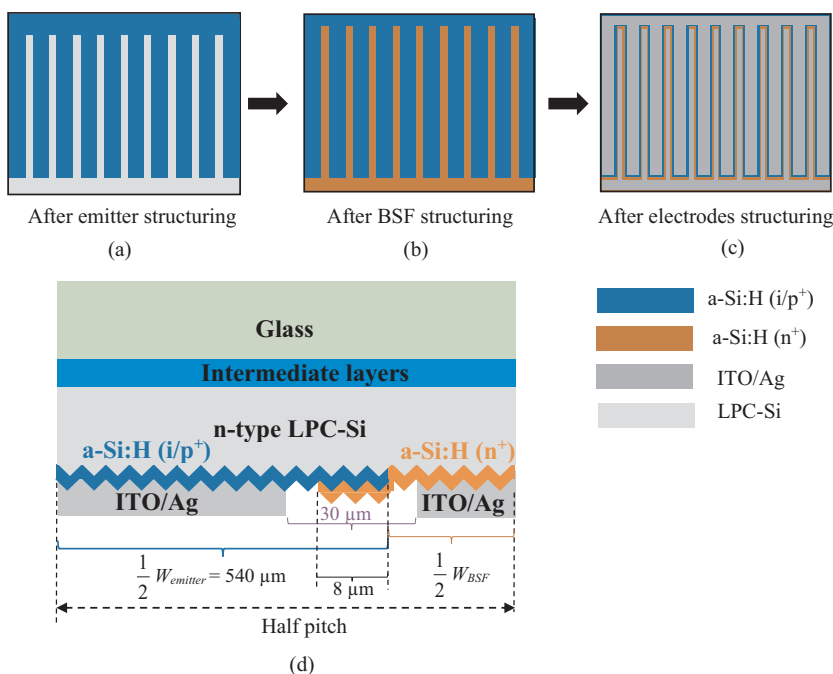 After emitter structuring
After BSF structuring
After electrodes structuring
(a)
(b)
(c)
a-Si:H (i/p⁺)
a-Si:H (n⁺)
ITO/Ag
LPC-Si
Glass
Intermediate layers
n-type LPC-Si
a-Si:H (i/p⁺)
a-Si:H (n⁺)
ITO/Ag
ITO/Ag
30 μm
1/2 W_emitter = 540 μm
8 μm
1/2 W_BSF
Half pitch
(d)